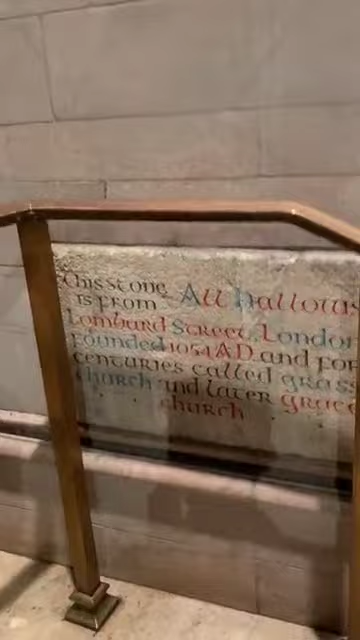 This stone
is from All hallows
Lombard Street, London
Founded 1054 A.D. and for
centuries called grass
church and later grace
church